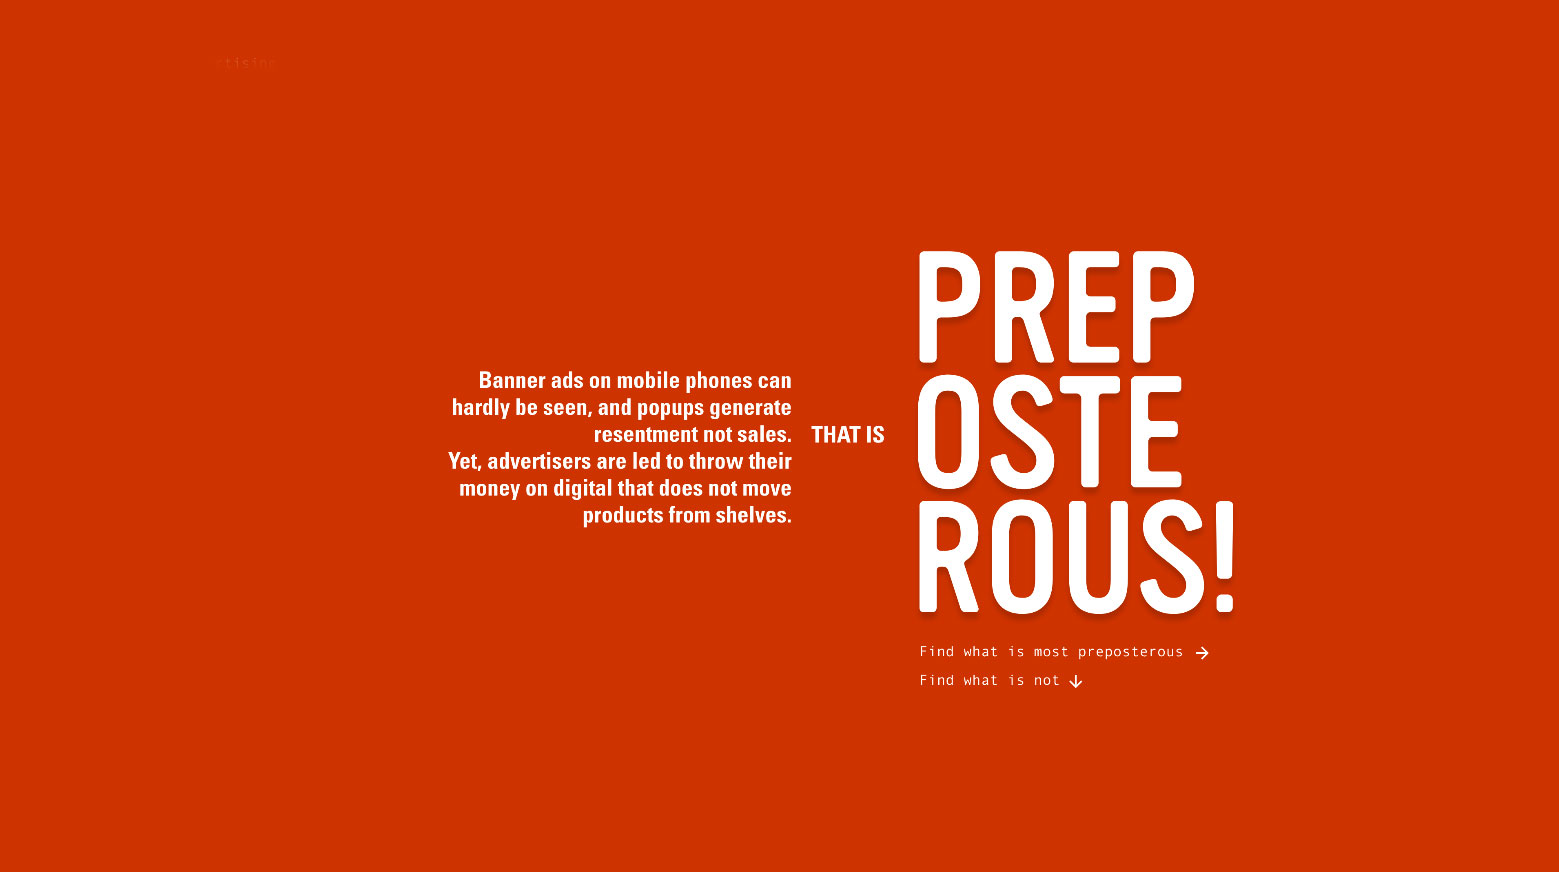 Banner ads on mobile phones can
hardly be seen, and popups generate
resentment not sales.
Yet, advertisers are led to throw their
money on digital that does not move
products from shelves.
THAT IS
PREP
OSTE
ROUS!
Find what is most preposterous →
Find what is not ↓